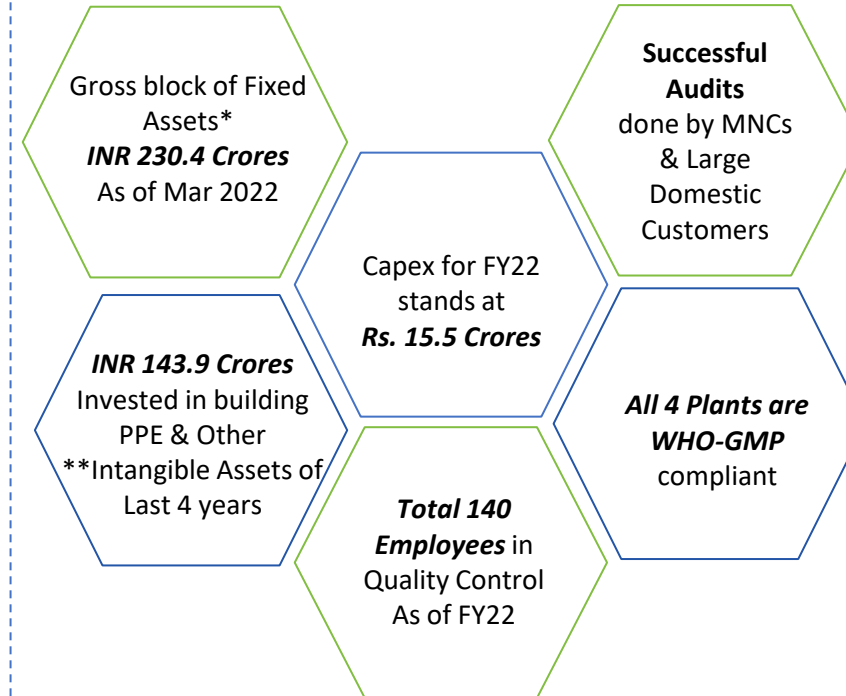 Gross block of Fixed
Assets*
INR 230.4 Crores
As of Mar 2022
Successful
Audits
done by MNCs
& Large
Domestic
Customers
Capex for FY22
stands at
Rs. 15.5 Crores
INR 143.9 Crores
Invested in building
PPE & Other
**Intangible Assets of
Last 4 years
All 4 Plants are
WHO-GMP
compliant
Total 140
Employees in
Quality Control
As of FY22